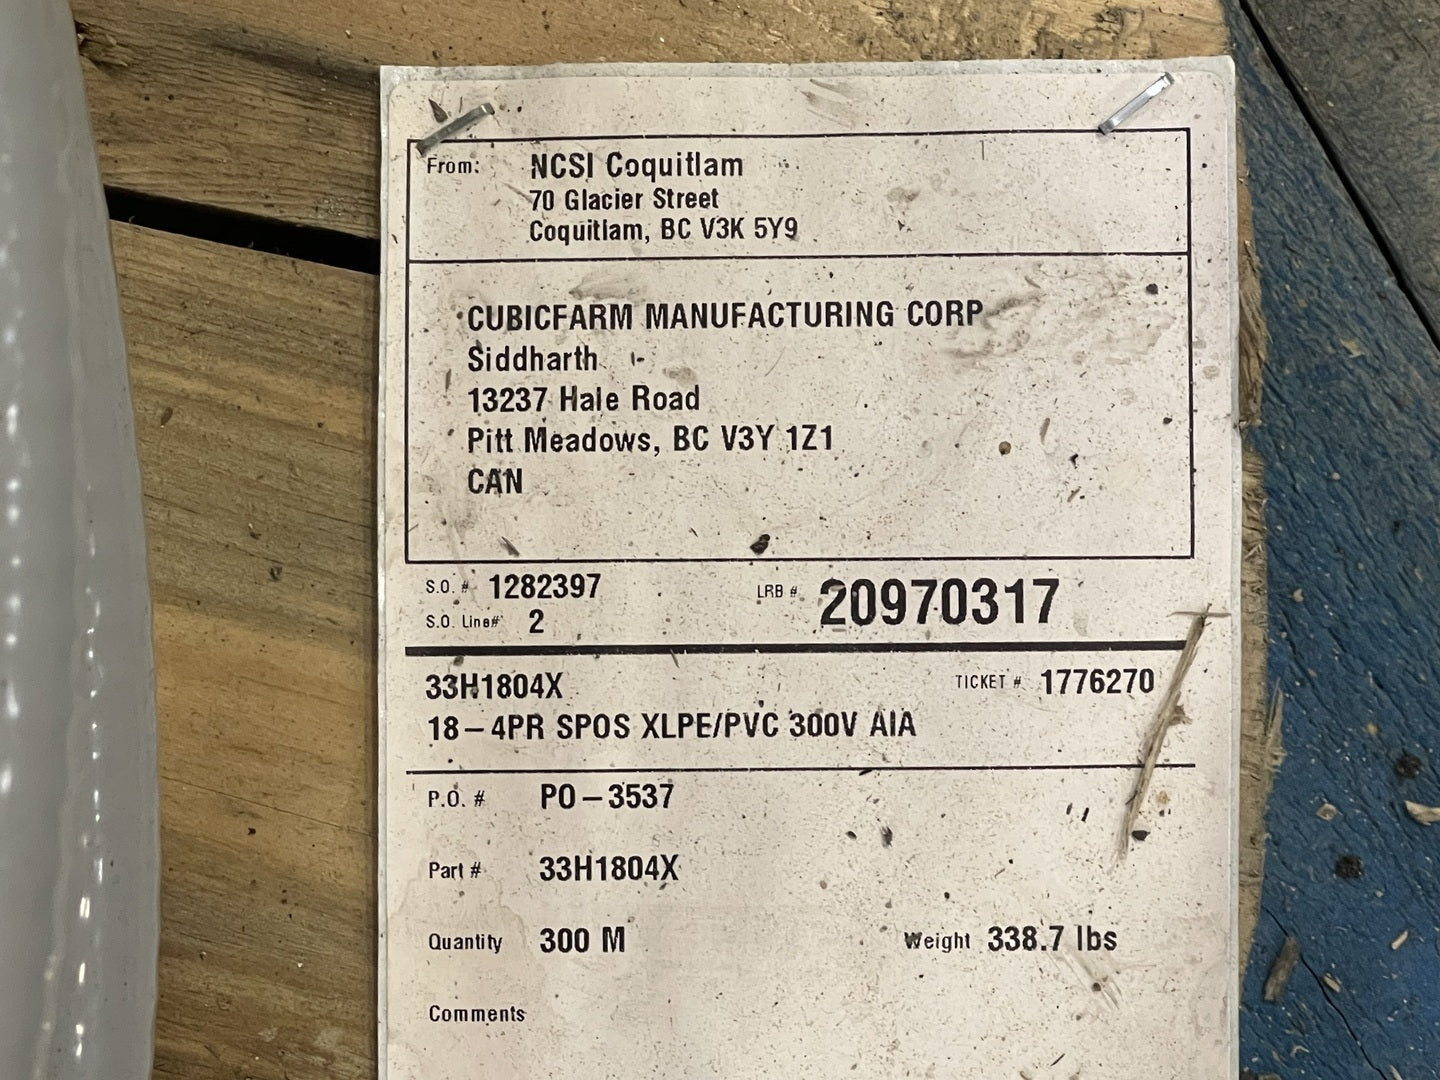 From: NCSI Coquitlam
70 Glacier Street
Coquitlam, BC V3K 5Y9
CUBICFARM MANUFACTURING CORP
Siddharth
13237 Hale Road
Pitt Meadows, BC V3Y 1Z1
CAN
S.O. # 1282397 LRB # 20970317
S.O. Line# 2
33H1804X TICKET # 1776270
18-4PR SPOS XLPE/PVC 300V AIA
P.O. # PO-3537
Part # 33H1804X
Quantity 300 M Weight 338.7 lbs
Comments